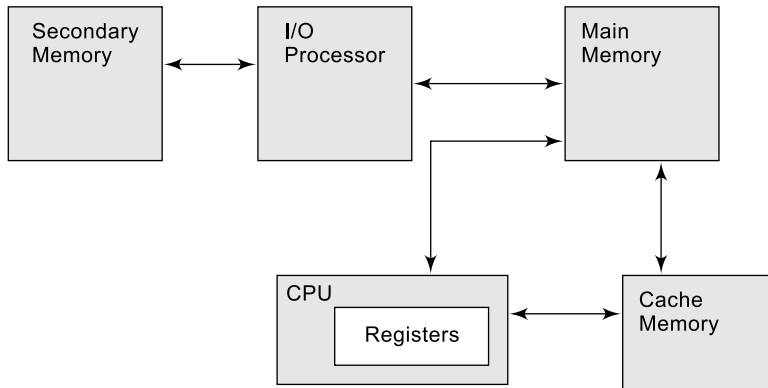 Secondary
Memory
I/O
Processor
Main
Memory
CPU
Registers
Cache
Memory